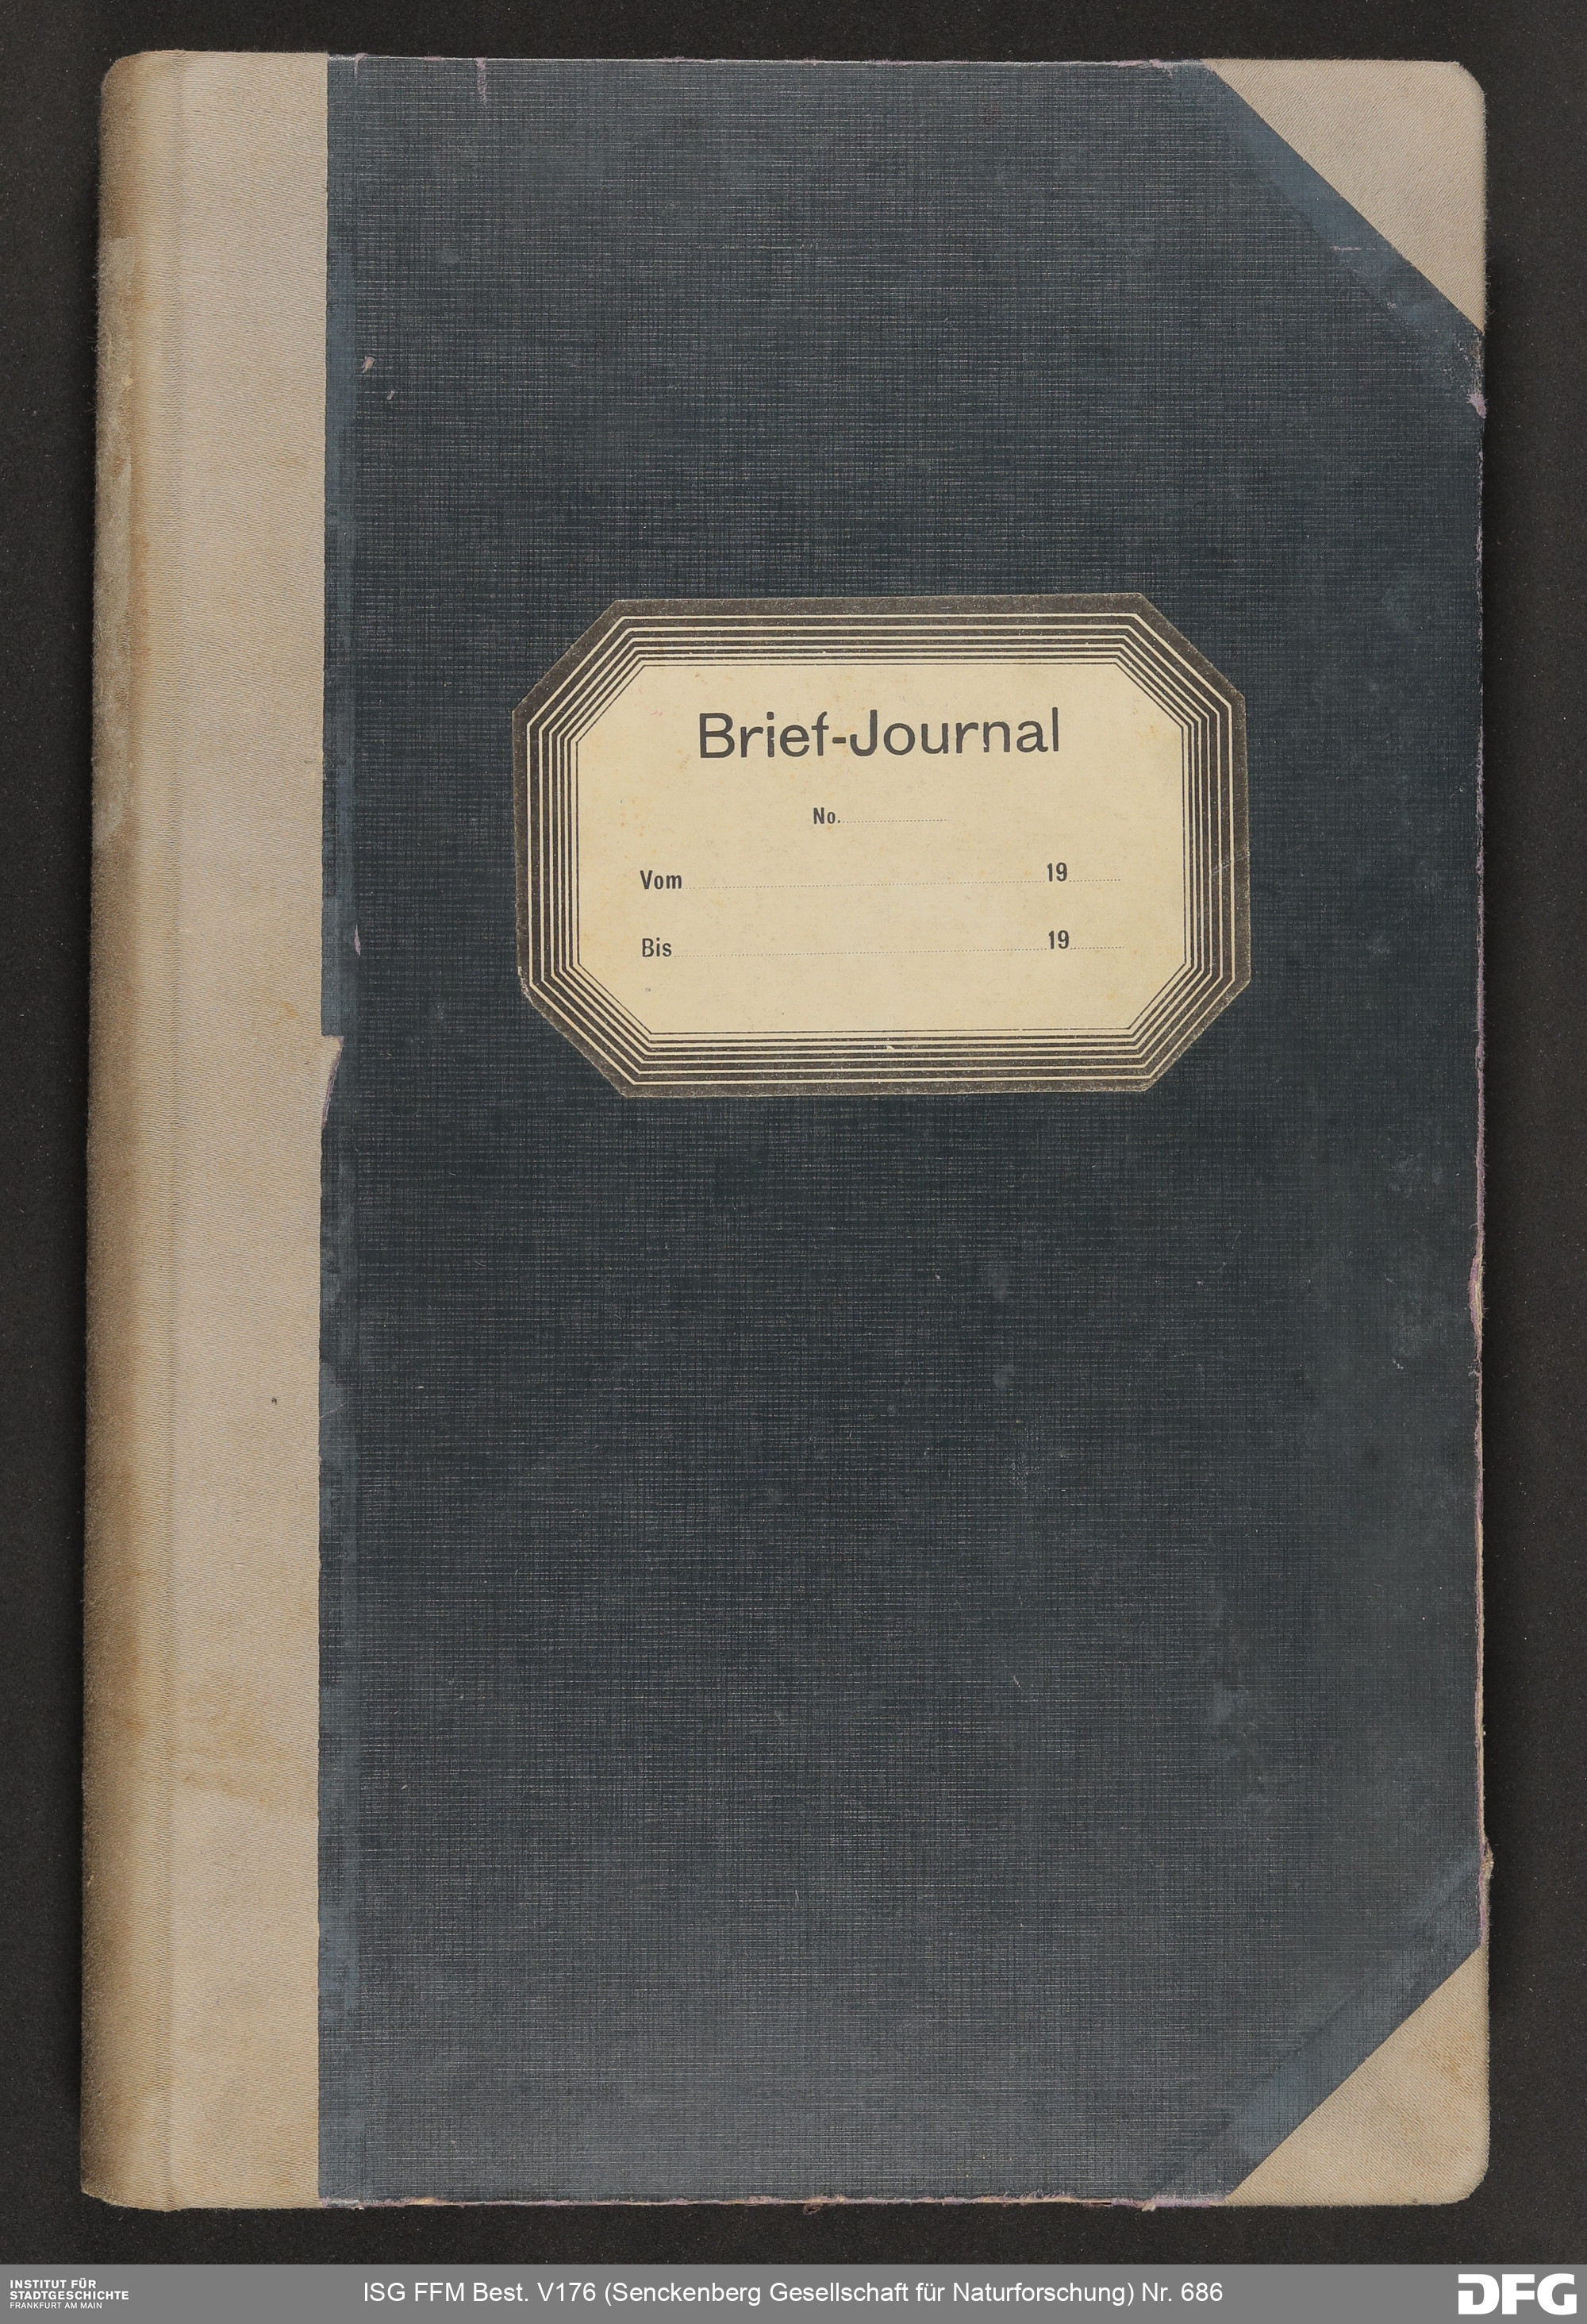 Brief-Journal
No.
Vom 19
Bis 19
INSTITUT FÜR
STADTGESCHICHTE
FRANKFURT AM MAIN
ISG FFM Best. V176 (Senckenberg Gesellschaft für Naturforschung) Nr. 686
DFG